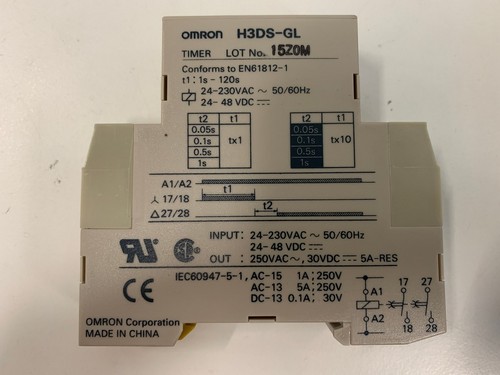 OMRON H3DS-GL
TIMER LOT No. 15Z0M
Conforms to EN61812-1
t1: 1s - 120s
24-230VAC ~ 50/60Hz
24- 48 VDC ⎓
t2 t1 t2 t1
0.05s 0.05s
0.1s tx1 0.1s tx10
0.5s 0.5s
1s 1s
A1/A2
t1
⅄ 17/18
t2
△ 27/28
INPUT: 24-230VAC ~ 50/60Hz
24- 48 VDC ⎓
OUT : 250VAC~, 30VDC ⎓ 5A-RES
IEC60947-5-1, AC-15 1A; 250V
AC-13 5A; 250V
DC-13 0.1A; 30V
RU
SA
CE
17 27
A1
A2
18 28
OMRON Corporation
MADE IN CHINA